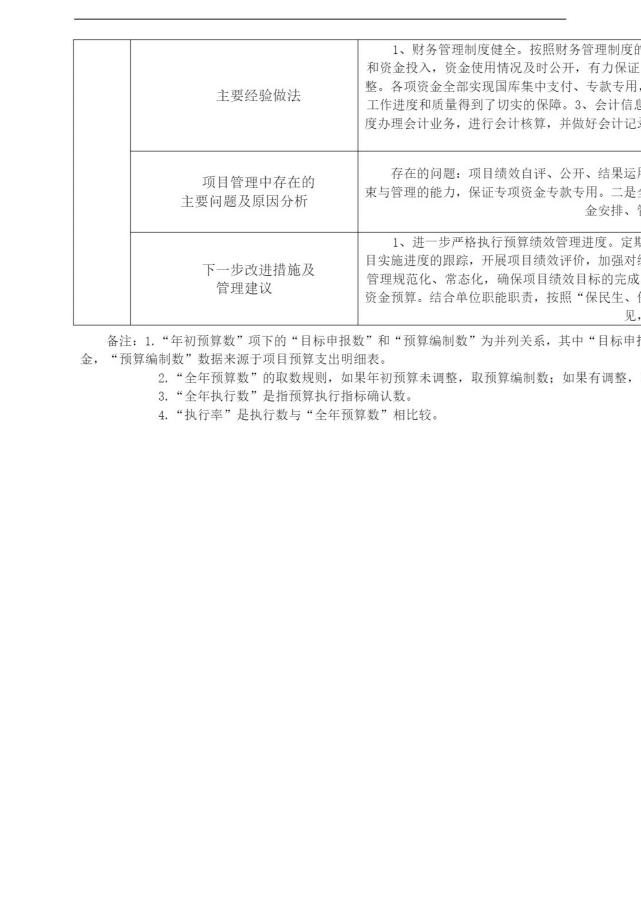 主要经验做法
1、财务管理制度健全。按照财务管理制度的
和资金投入，资金使用情况及时公开，有力保证
整。各项资金全部实现国库集中支付、专款专用，
工作进度和质量得到了切实的保障。3、会计信息
度办理会计业务，进行会计核算，并做好会计记录
项目管理中存在的
主要问题及原因分析
存在的问题：项目绩效自评、公开、结果运用
束与管理的能力，保证专项资金专款专用。二是全
金安排、管
下一步改进措施及
管理建议
1、进一步严格执行预算绩效管理进度。定期
目实施进度的跟踪，开展项目绩效评价，加强对绩
管理规范化、常态化，确保项目绩效目标的完成
资金预算。结合单位职能职责，按照“保民生、保
见，
备注：1.“年初预算数”项下的“目标申报数”和“预算编制数”为并列关系，其中“目标申报
金，“预算编制数”数据来源于项目预算支出明细表。
2.“全年预算数”的取数规则，如果年初预算未调整，取预算编制数；如果有调整，
3.“全年执行数”是指预算执行指标确认数。
4.“执行率”是执行数与“全年预算数”相比较。